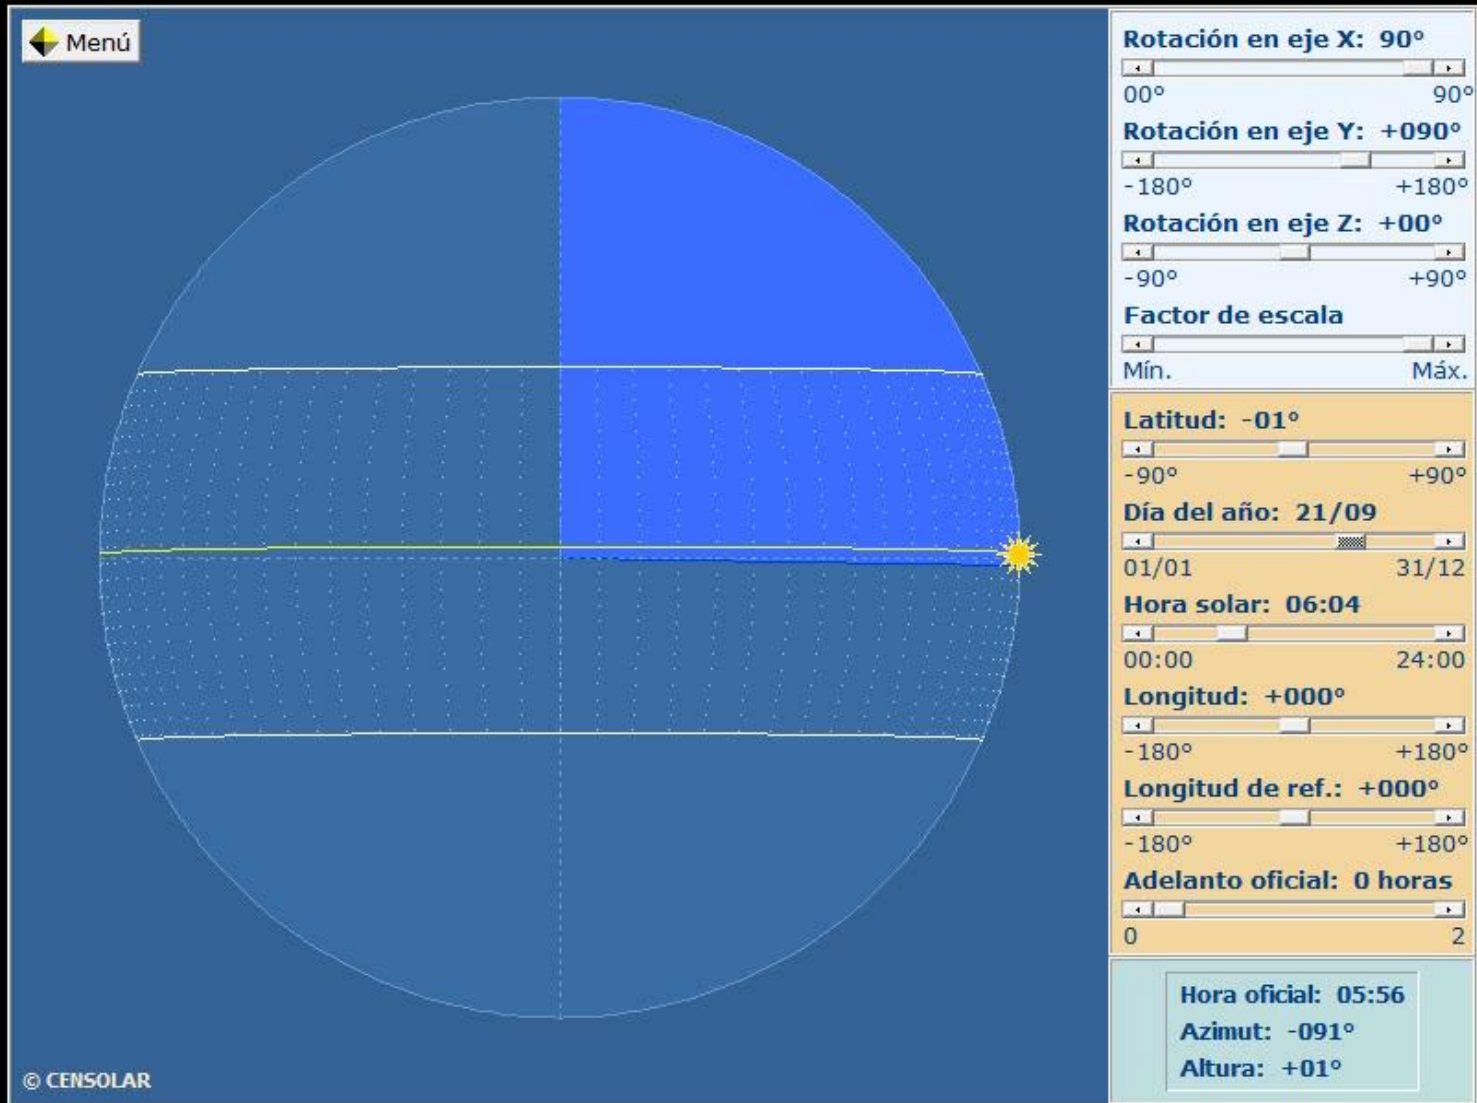 Menú
Rotación en eje X: 90°
00° 90°
Rotación en eje Y: +090°
-180° +180°
Rotación en eje Z: +00°
-90° +90°
Factor de escala
Mín. Máx.
Latitud: -01°
-90° +90°
Día del año: 21/09
01/01 31/12
Hora solar: 06:04
00:00 24:00
Longitud: +000°
-180° +180°
Longitud de ref.: +000°
-180° +180°
Adelanto oficial: 0 horas
0 2
Hora oficial: 05:56
Azimut: -091°
Altura: +01°
© CENSOLAR